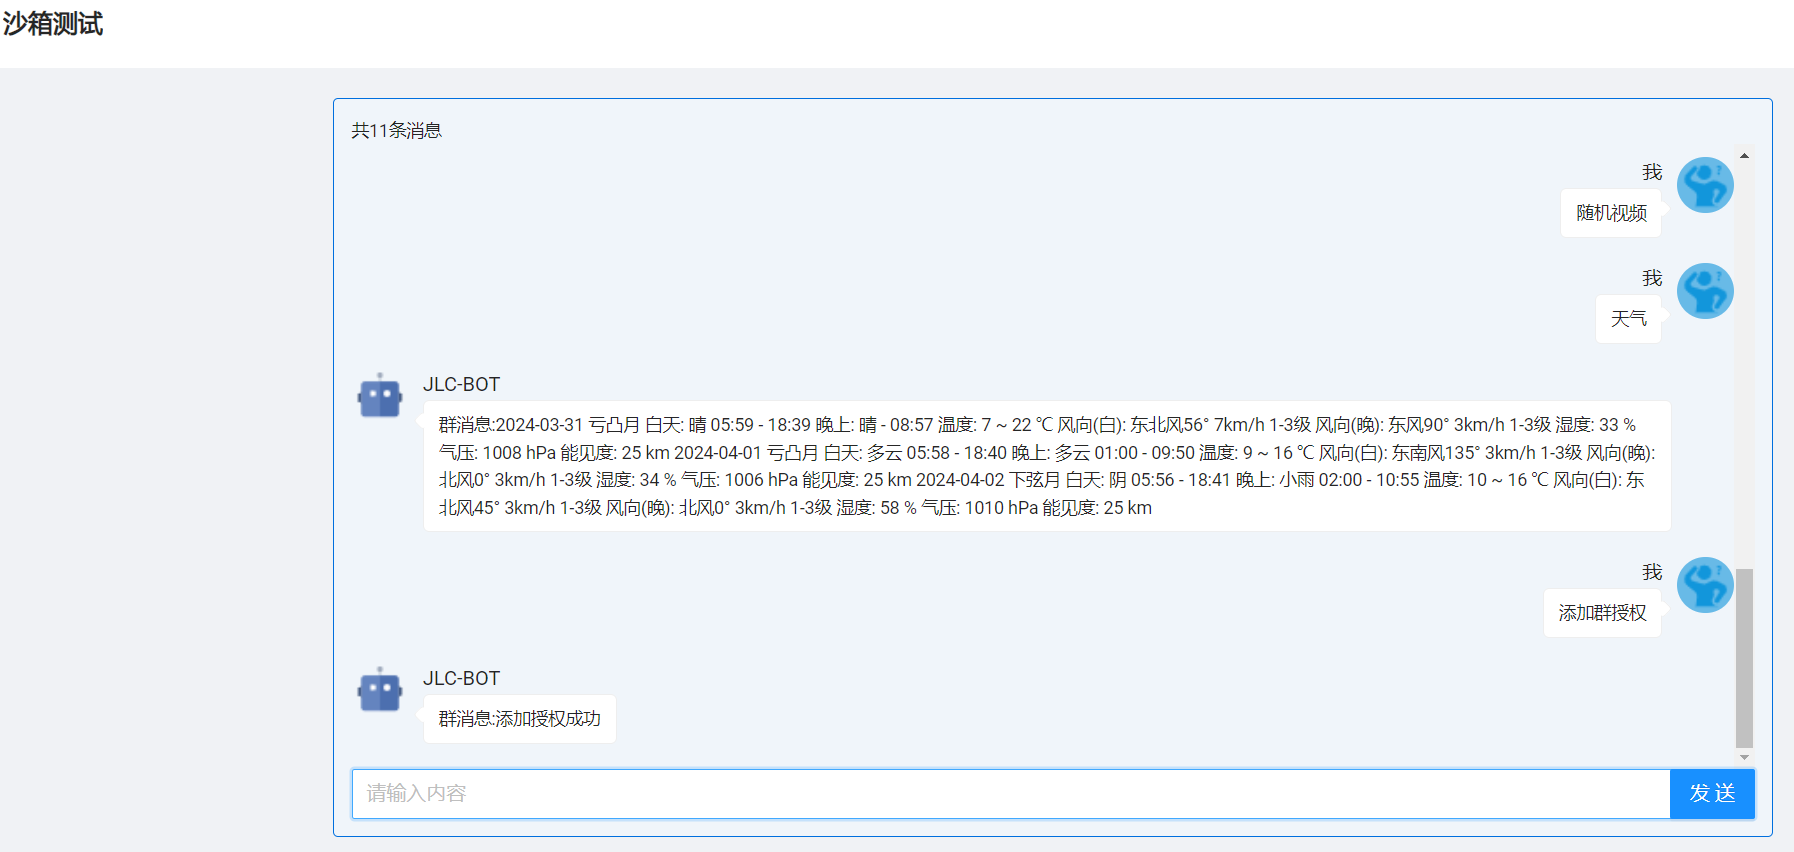 沙箱测试
共11条消息
我
随机视频
我
天气
JLC-BOT
群消息:2024-03-31 亏凸月 白天: 晴 05:59 - 18:39 晚上: 晴 - 08:57 温度: 7 ~ 22 ℃ 风向(白): 东北风56° 7km/h 1-3级 风向(晚): 东风90° 3km/h 1-3级 湿度: 33 %
气压: 1008 hPa 能见度: 25 km 2024-04-01 亏凸月 白天: 多云 05:58 - 18:40 晚上: 多云 01:00 - 09:50 温度: 9 ~ 16 ℃ 风向(白): 东南风135° 3km/h 1-3级 风向(晚):
北风0° 3km/h 1-3级 湿度: 34 % 气压: 1006 hPa 能见度: 25 km 2024-04-02 下弦月 白天: 阴 05:56 - 18:41 晚上: 小雨 02:00 - 10:55 温度: 10 ~ 16 ℃ 风向(白): 东
北风45° 3km/h 1-3级 风向(晚): 北风0° 3km/h 1-3级 湿度: 58 % 气压: 1010 hPa 能见度: 25 km
我
添加群授权
JLC-BOT
群消息:添加授权成功
请输入内容
发 送